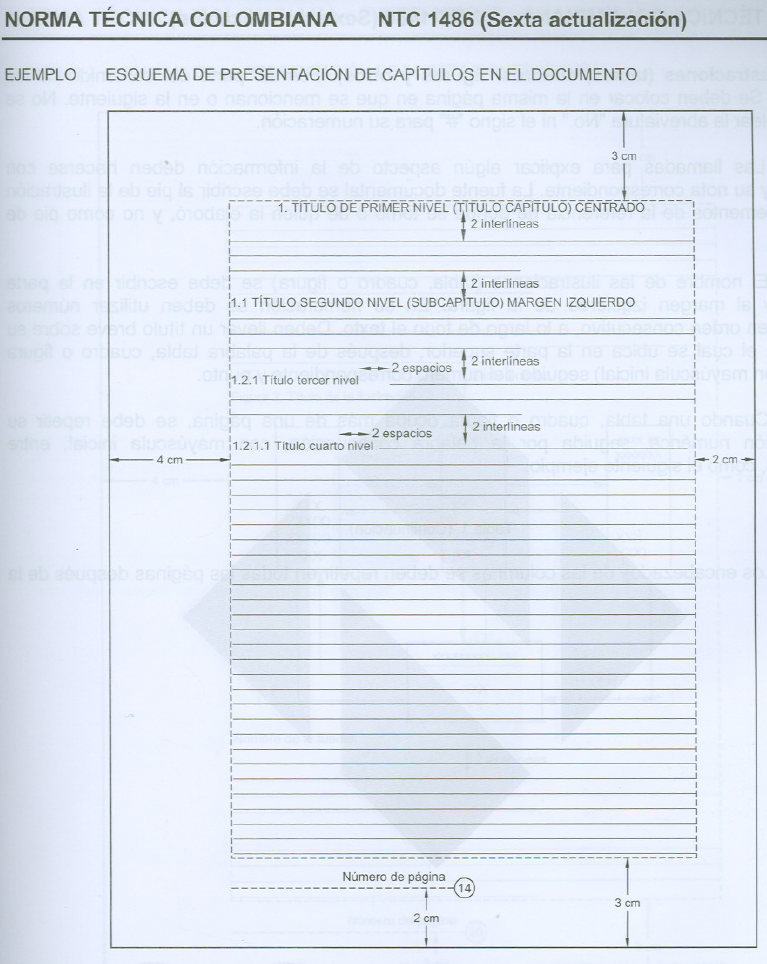 NORMA TÉCNICA COLOMBIANA NTC 1486 (Sexta actualización)
EJEMPLO ESQUEMA DE PRESENTACIÓN DE CAPÍTULOS EN EL DOCUMENTO
3 cm
1. TÍTULO DE PRIMER NIVEL (TÍTULO CAPÍTULO) CENTRADO
2 interlíneas
2 interlíneas
1.1 TÍTULO SEGUNDO NIVEL (SUBCAPÍTULO) MARGEN IZQUIERDO
2 interlíneas
2 espacios
1.2.1 Título tercer nivel
2 interlíneas
2 espacios
1.2.1.1 Título cuarto nivel
4 cm
2 cm
Número de página
14
3 cm
2 cm